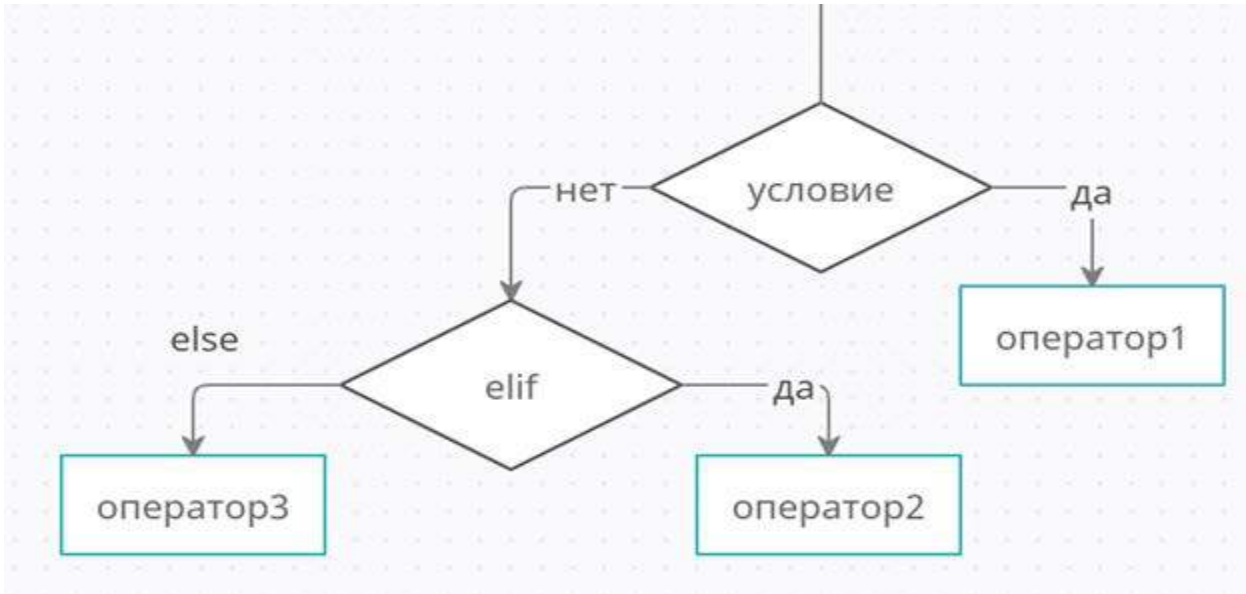 нет
условие
да
оператор1
else
elif
да
оператор3
оператор2